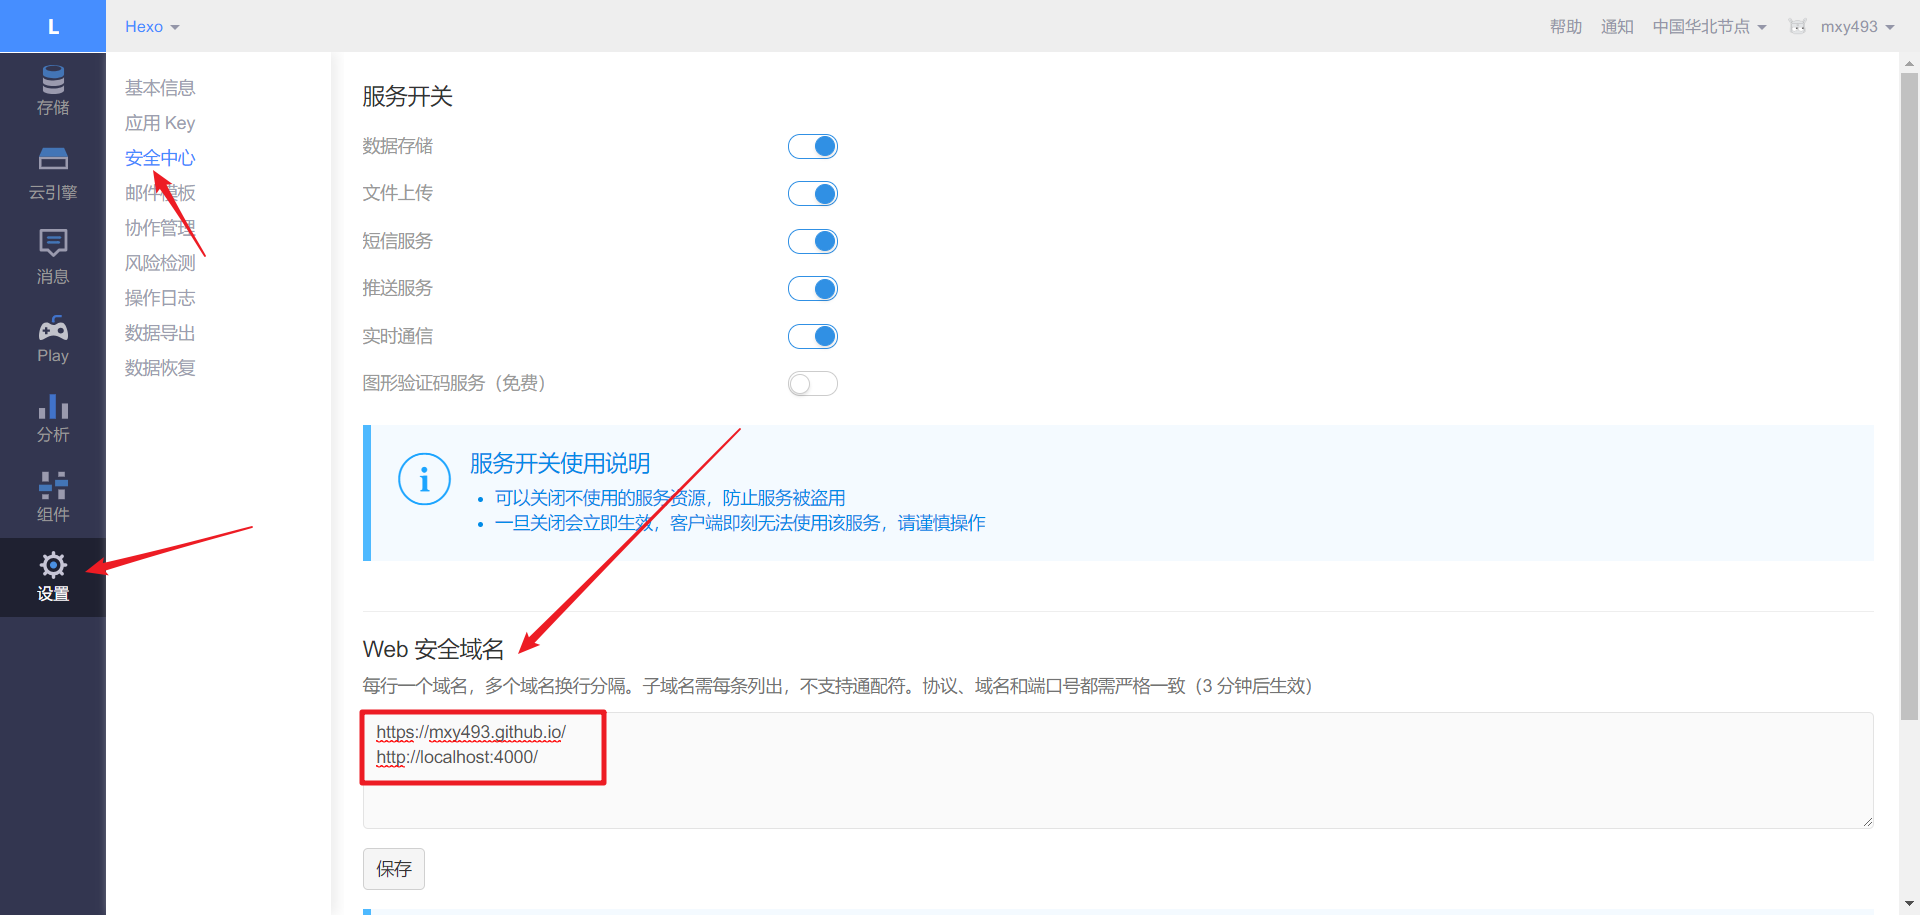 L
Hexo
帮助
通知
中国华北节点
mxy493
存储
云引擎
消息
Play
分析
组件
设置
基本信息
应用 Key
安全中心
邮件模板
协作管理
风险检测
操作日志
数据导出
数据恢复
服务开关
数据存储
文件上传
短信服务
推送服务
实时通信
图形验证码服务（免费）
服务开关使用说明
可以关闭不使用的服务资源，防止服务被盗用
一旦关闭会立即生效，客户端即刻无法使用该服务，请谨慎操作
Web 安全域名
每行一个域名，多个域名换行分隔。子域名需每条列出，不支持通配符。协议、域名和端口号都需严格一致（3 分钟后生效）
https://mxy493.github.io/
http://localhost:4000/
保存